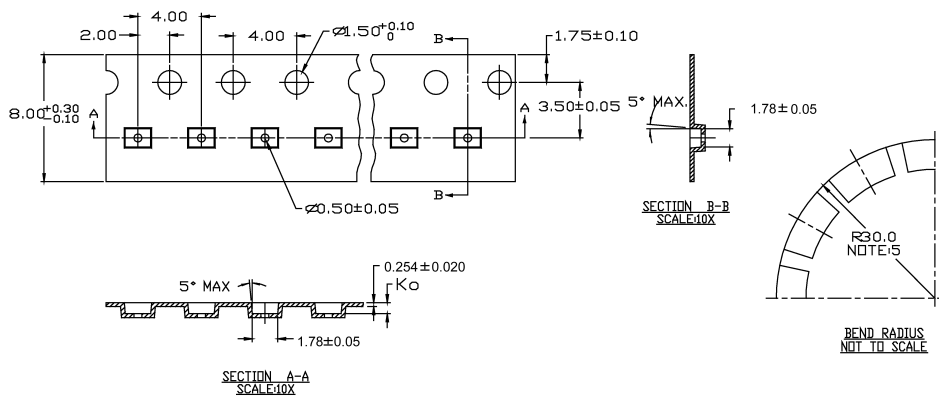 4.00
2.00
4.00
⌀1.50 +0.10 0
B
1.75±0.10
8.00 +0.30 -0.10
A
A
3.50±0.05
B
⌀0.50±0.05
5° MAX.
1.78±0.05
SECTION B-B
SCALE:10X
R30.0
NOTE:5
BEND RADIUS
NOT TO SCALE
5° MAX
0.254±0.020
Ko
1.78±0.05
SECTION A-A
SCALE:10X